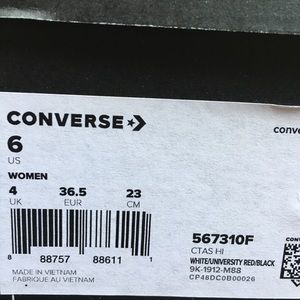 CONVERSE
conve
6
US
WOMEN
4 36.5 23
UK EUR CM
567310F
CTAS HI
WHITE/UNIVERSITY RED/BLACK
9K-1912-M88
CP48DC0B00026
8 88757 88611 1
MADE IN VIETNAM
FABRIQUE AU VIETNAM